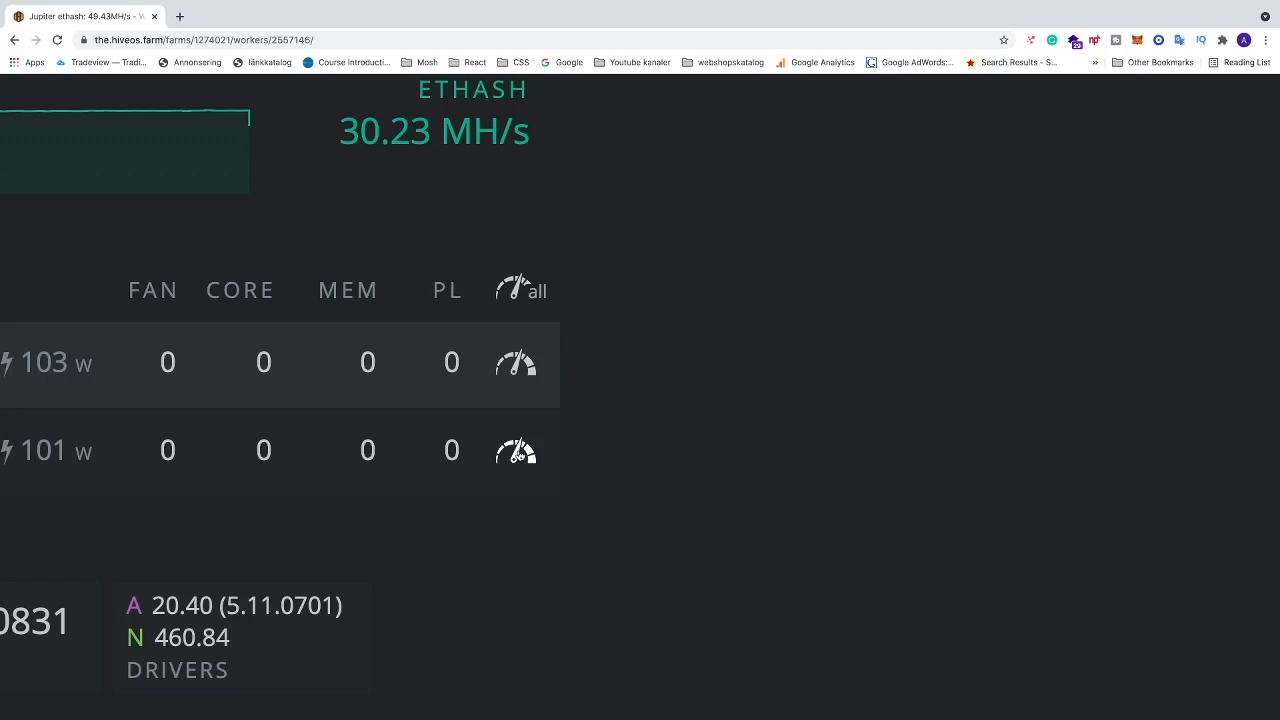 Jupiter ethash: 49.43MH/s -
the.hiveos.farm/farms/1274021/workers/2557146/
20
np
IQ
A
Apps
Tradeview — Tradi...
Annonsering
länkkatalog
Course Introducti...
Mosh
React
CSS
Google
Youtube kanaler
webshopskatalog
Google Analytics
Google AdWords:...
Search Results - S...
»
Other Bookmarks
Reading List
ETHASH
30.23 MH/s
FAN CORE MEM PL all
103 W 0 0 0 0
101 W 0 0 0 0
0831
A 20.40 (5.11.0701)
N 460.84
DRIVERS